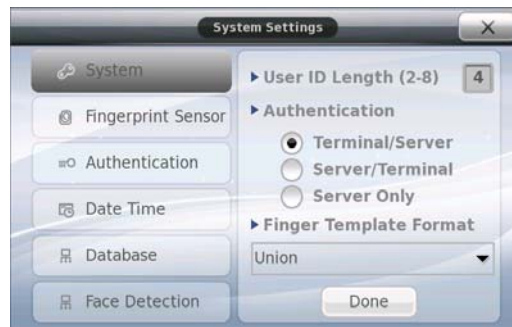 System Settings
System
Fingerprint Sensor
Authentication
Date Time
Database
Face Detection
User ID Length (2-8) 4
Authentication
Terminal/Server
Server/Terminal
Server Only
Finger Template Format
Union
Done